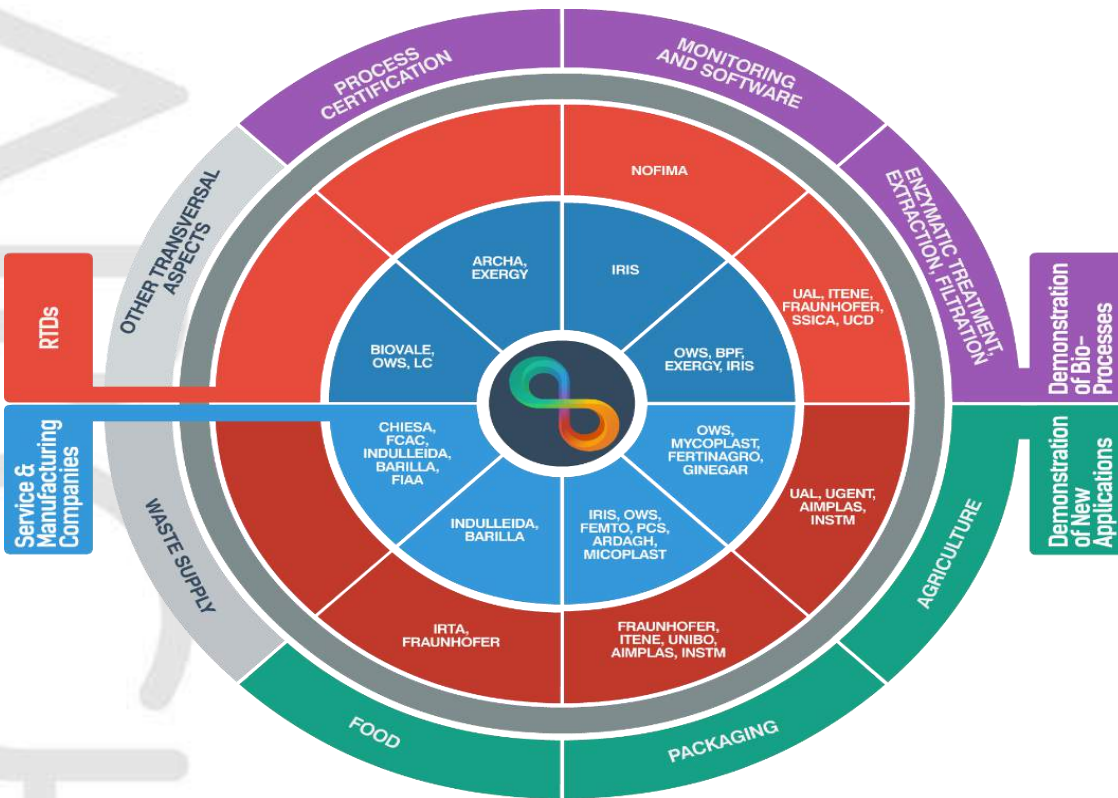 PROCESS
CERTIFICATION
MONITORING
AND SOFTWARE
ENZYMATIC TREATMENT,
EXTRACTION, FILTRATION
OTHER TRANSVERSAL
ASPECTS
NOFIMA
ARCHA,
EXERGY
IRIS
UAL, ITENE,
FRAUNHOFER,
SSICA, UCD
BIOVALE,
OWS, LC
OWS, BPF,
EXERGY, IRIS
RTDs
Demonstration
of Bio-
Processes
Service &
Manufacturing
Companies
Demonstration
of New
Applications
CHIESA,
FCAC,
INDULLEIDA,
BARILLA,
FIAA
OWS,
MYCOPLAST,
FERTINAGRO,
GINEGAR
UAL, UGENT,
AIMPLAS,
INSTM
INDULLEIDA,
BARILLA
IRIS, OWS,
FEMTO, PCS,
ARDAGH,
MICOPLAST
WASTE SUPPLY
AGRICULTURE
IRTA,
FRAUNHOFER
FRAUNHOFER,
ITENE, UNIBO,
AIMPLAS, INSTM
FOOD
PACKAGING